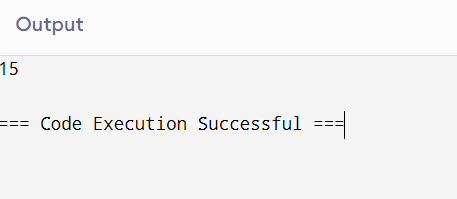 Output
15
=== Code Execution Successful ===